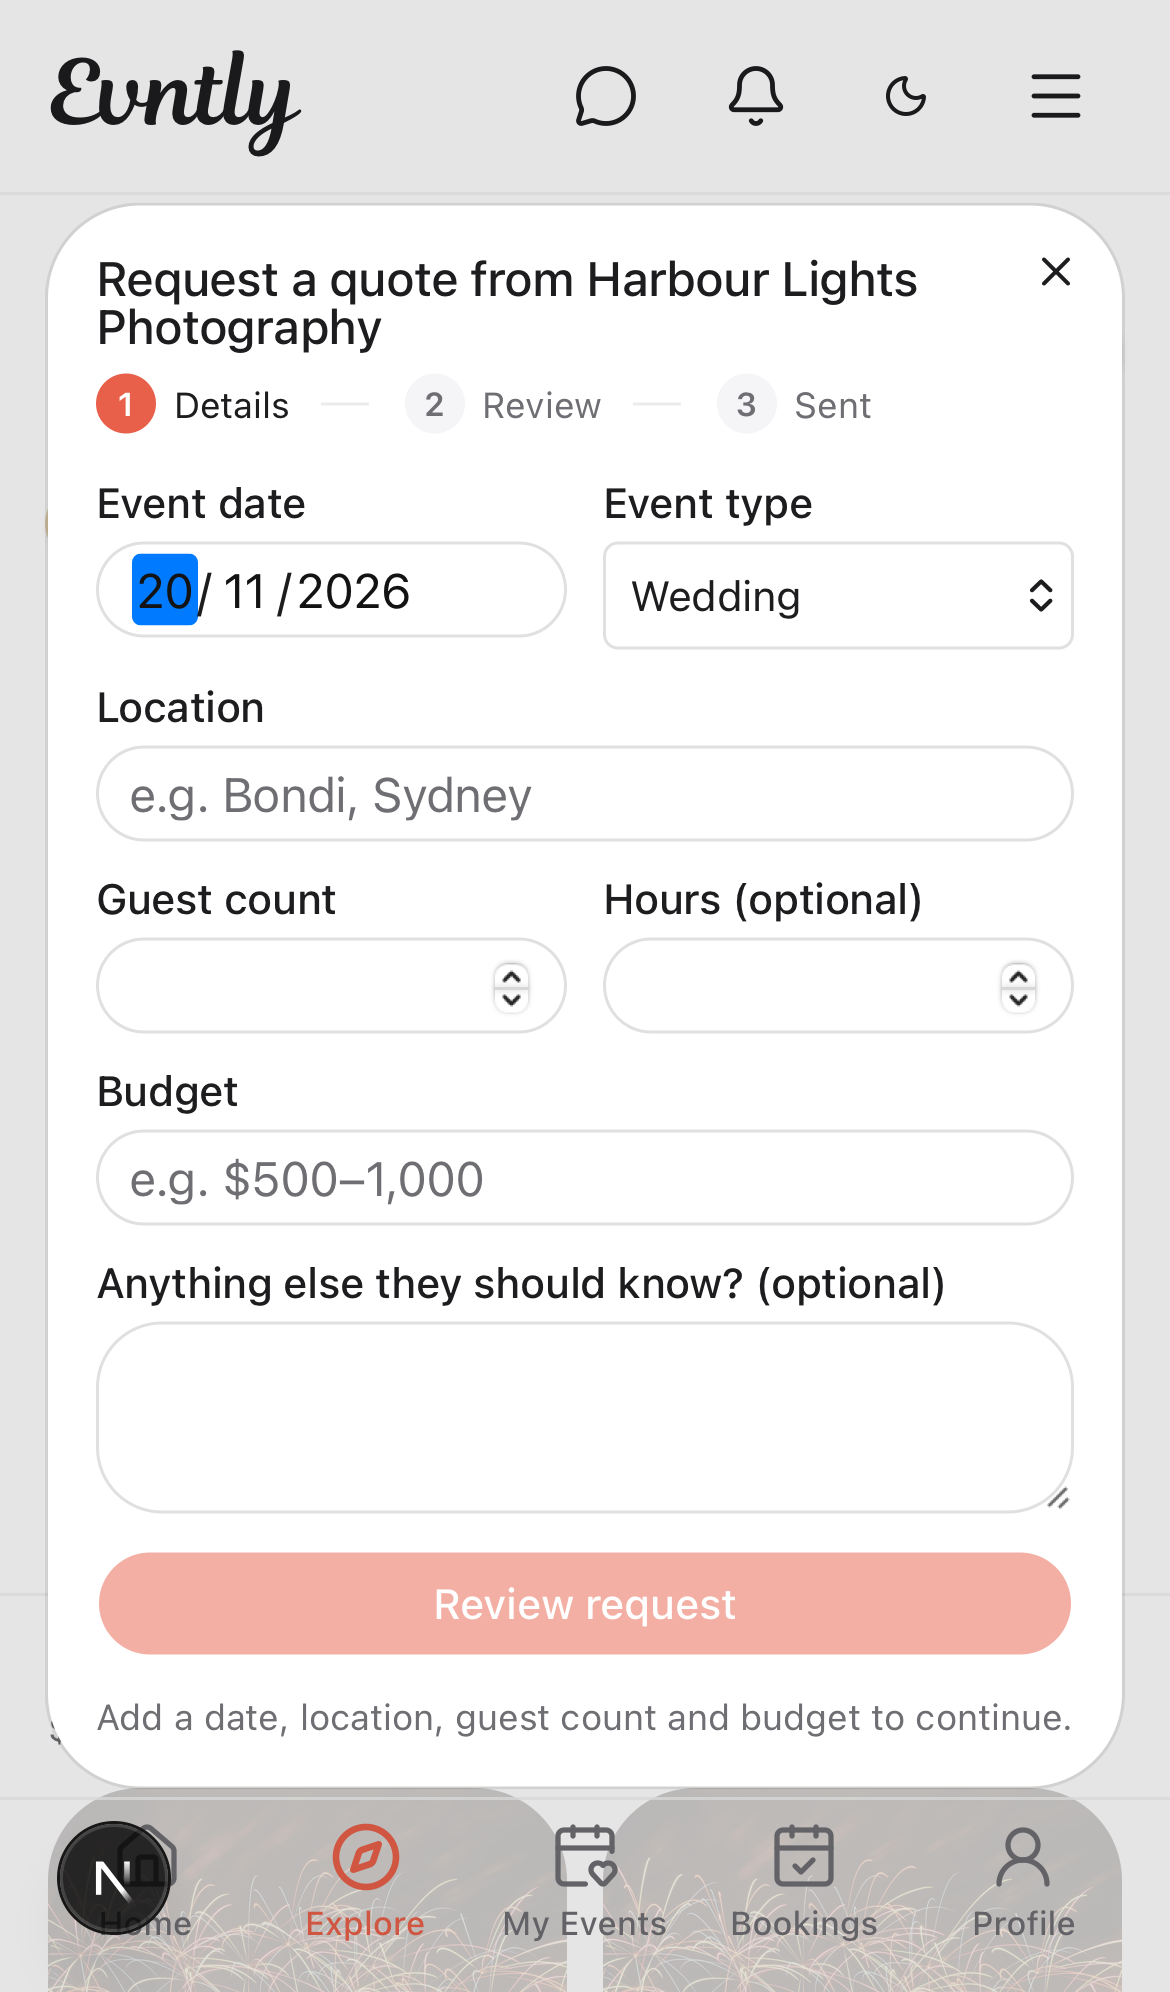 Evntly
Request a quote from Harbour Lights
Photography
1 Details 2 Review 3 Sent
Event date
Event type
20/11/2026
Wedding
Location
e.g. Bondi, Sydney
Guest count
Hours (optional)
Budget
e.g. $500–1,000
Anything else they should know? (optional)
Review request
Add a date, location, guest count and budget to continue.
N
Home Explore My Events Bookings Profile